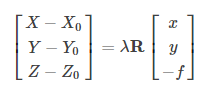 [ X − X₀ ] = λR [ x ]
[ Y − Y₀ ] [ y ]
[ Z − Z₀ ] [ −f ]